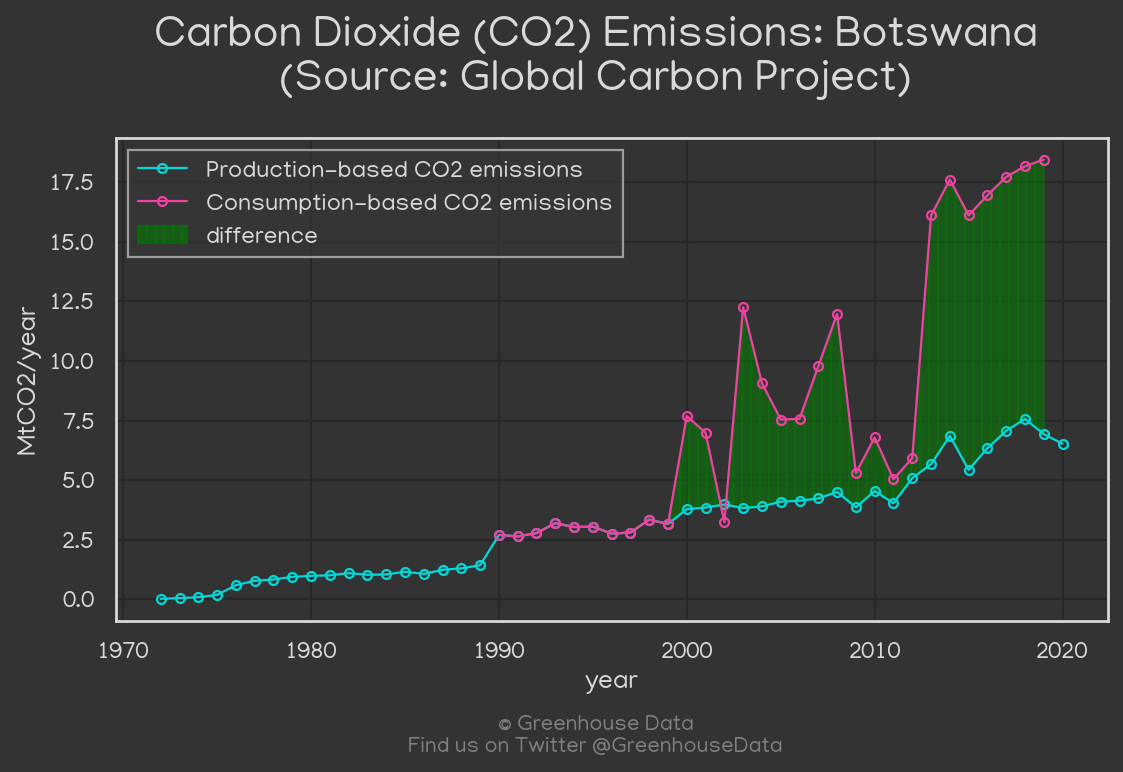 Carbon Dioxide (CO2) Emissions: Botswana
(Source: Global Carbon Project)
Production-based CO2 emissions
Consumption-based CO2 emissions
difference
17.5
15.0
12.5
10.0
7.5
5.0
2.5
0.0
MtCO2/year
1970 1980 1990 2000 2010 2020
year
© Greenhouse Data
Find us on Twitter @GreenhouseData